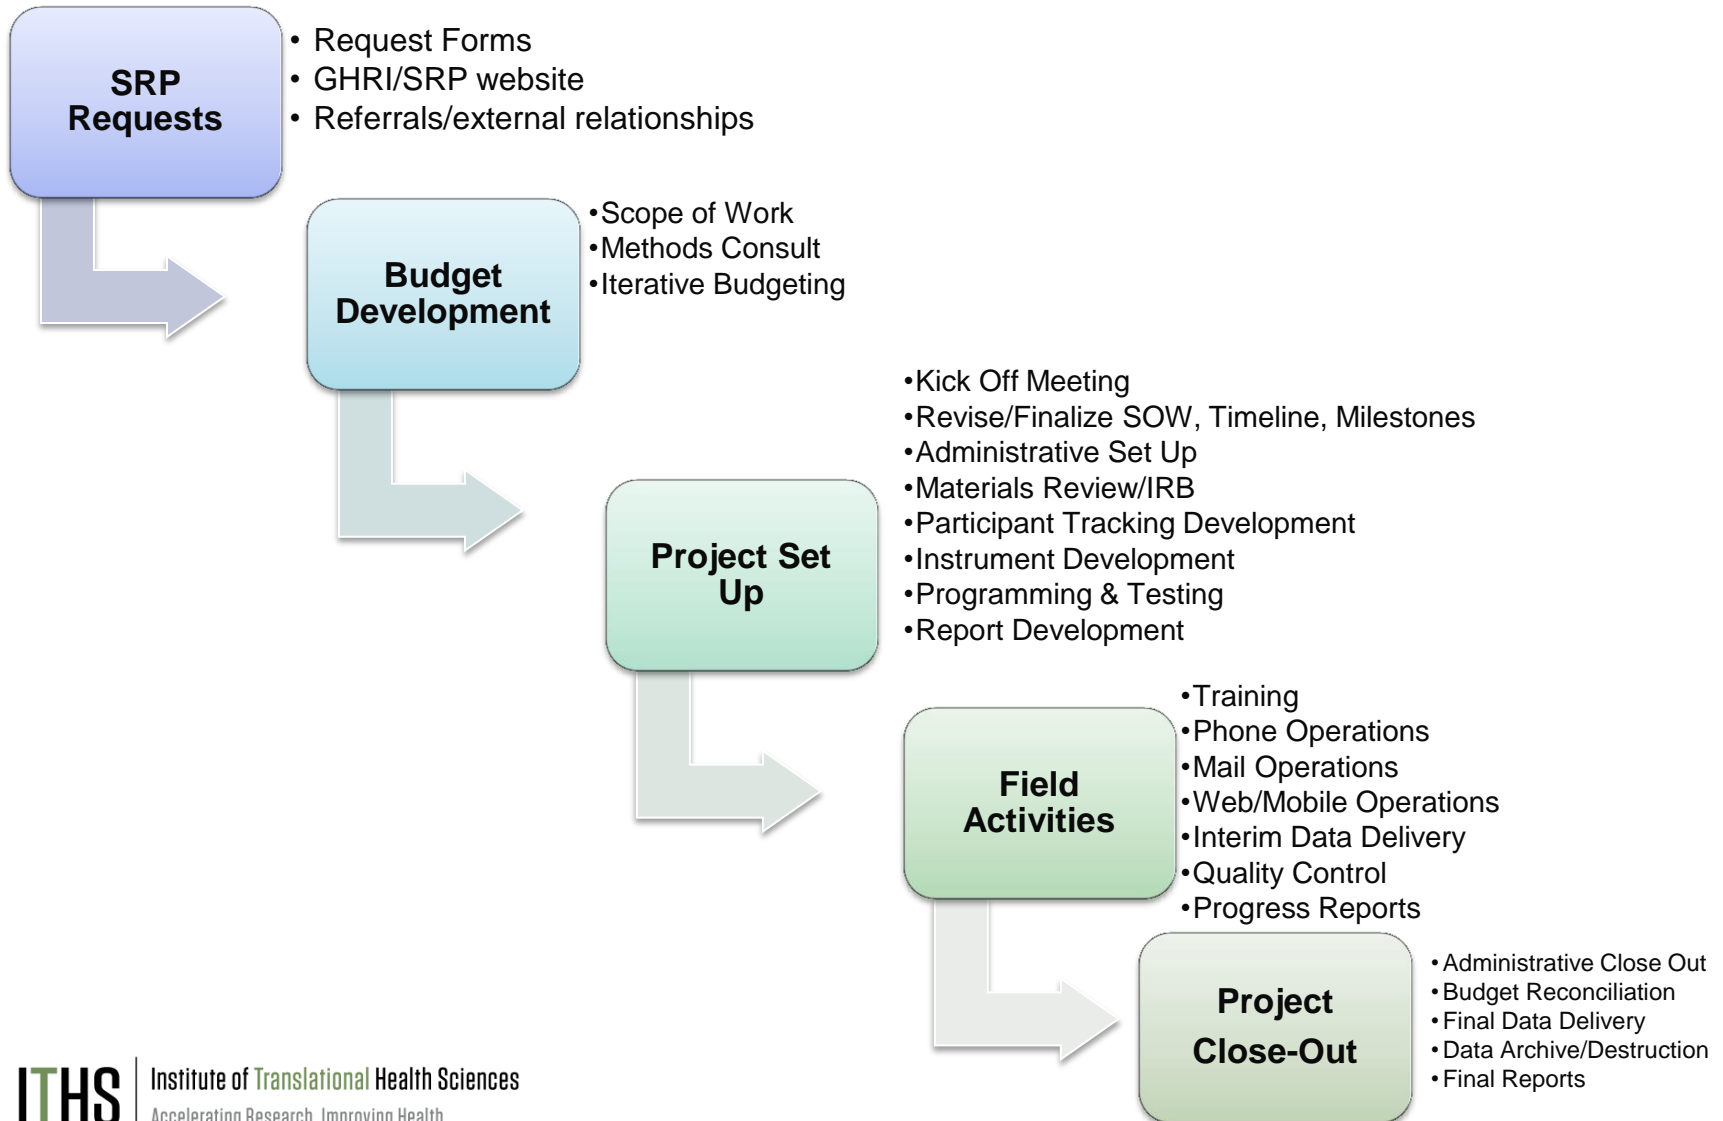 SRP
Requests
• Request Forms
• GHRI/SRP website
• Referrals/external relationships
Budget
Development
•Scope of Work
•Methods Consult
•Iterative Budgeting
Project Set
Up
•Kick Off Meeting
•Revise/Finalize SOW, Timeline, Milestones
•Administrative Set Up
•Materials Review/IRB
•Participant Tracking Development
•Instrument Development
•Programming & Testing
•Report Development
Field
Activities
•Training
•Phone Operations
•Mail Operations
•Web/Mobile Operations
•Interim Data Delivery
•Quality Control
•Progress Reports
Project
Close-Out
•Administrative Close Out
•Budget Reconciliation
•Final Data Delivery
•Data Archive/Destruction
•Final Reports
ITHS
Institute of Translational Health Sciences
Accelerating Research. Improving Health.